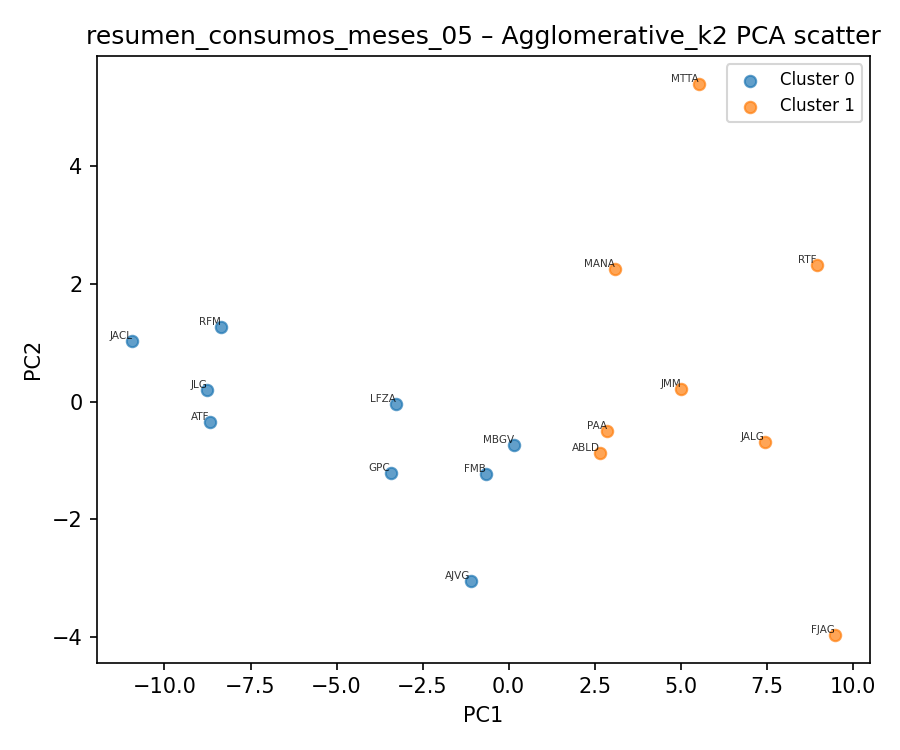 resumen_consumos_meses_05 – Agglomerative_k2 PCA scatter
Cluster 0
Cluster 1
MTTA
MANA
RTF
RFM
JACL
JLG
JMM
LFZA
ATF
PAA
MBGV
JALG
ABLD
GPC
FMB
AJVG
FJAG
4
2
0
−2
−4
PC2
−10.0
−7.5
−5.0
−2.5
0.0
2.5
5.0
7.5
10.0
PC1